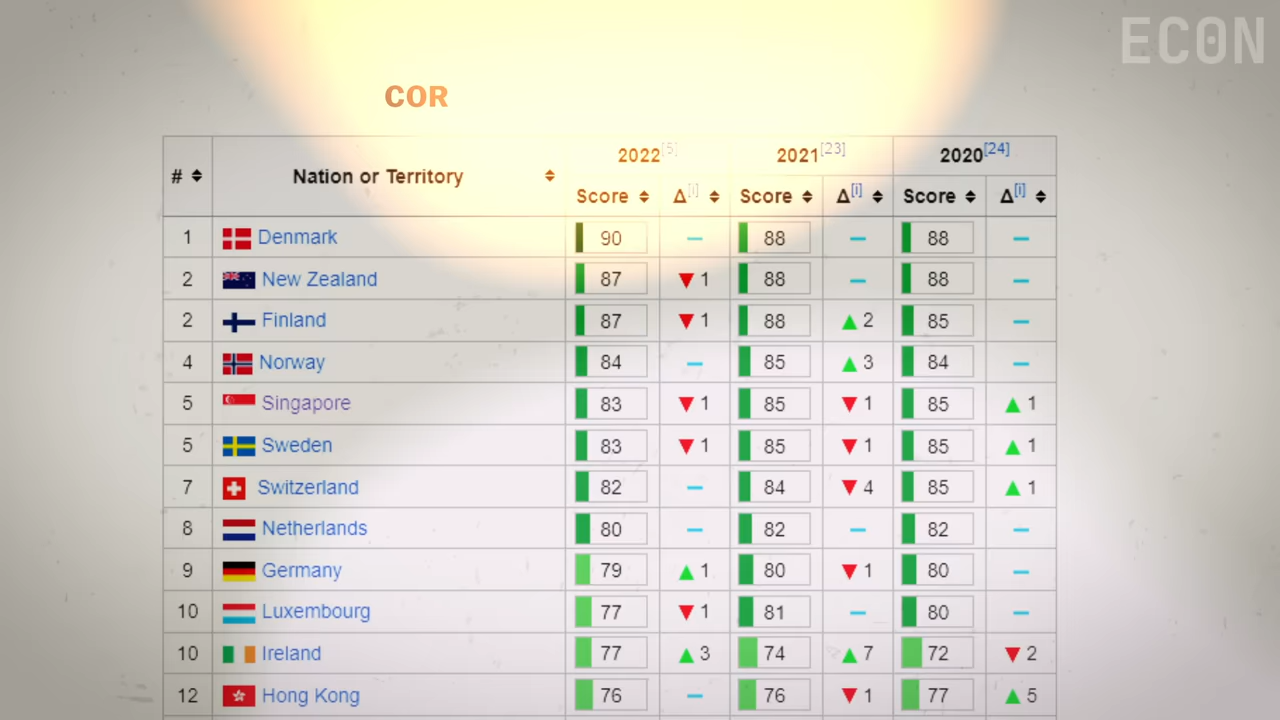 ECON
COR
# Nation or Territory 2022[5] 2021[23] 2020[24]
Score Δ[i] Score Δ[i] Score Δ[i]
1 Denmark 90 – 88 – 88 –
2 New Zealand 87 ▼ 1 88 – 88 –
2 Finland 87 ▼ 1 88 ▲ 2 85 –
4 Norway 84 – 85 ▲ 3 84 –
5 Singapore 83 ▼ 1 85 ▼ 1 85 ▲ 1
5 Sweden 83 ▼ 1 85 ▼ 1 85 ▲ 1
7 Switzerland 82 – 84 ▼ 4 85 ▲ 1
8 Netherlands 80 – 82 – 82 –
9 Germany 79 ▲ 1 80 ▼ 1 80 –
10 Luxembourg 77 ▼ 1 81 – 80 –
10 Ireland 77 ▲ 3 74 ▲ 7 72 ▼ 2
12 Hong Kong 76 – 76 ▼ 1 77 ▲ 5